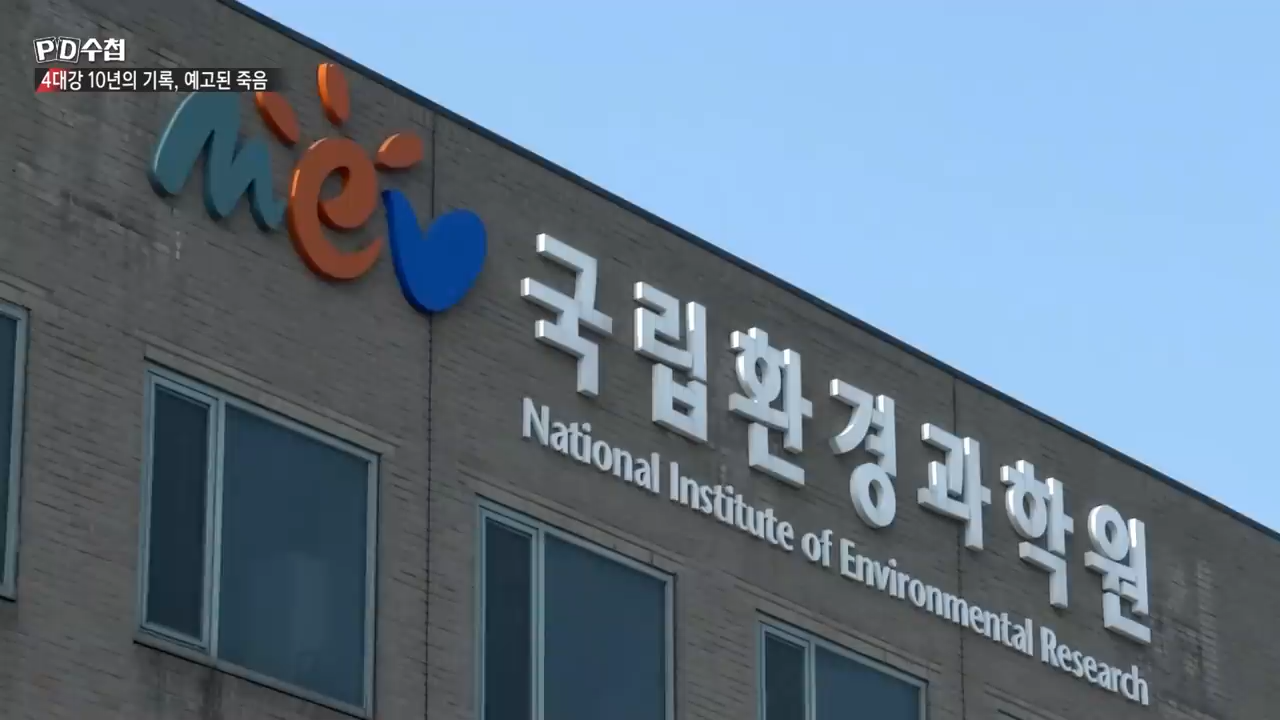 PD수첩
4대강 10년의 기록, 예고된 죽음
mev
국립환경과학원
National Institute of Environmental Research